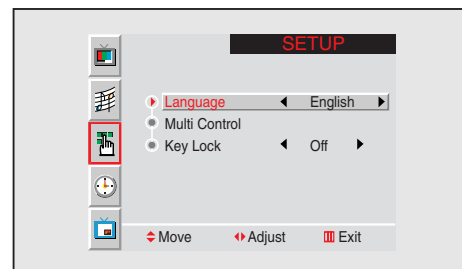 SETUP
Language English
Multi Control
Key Lock Off
Move Adjust Exit